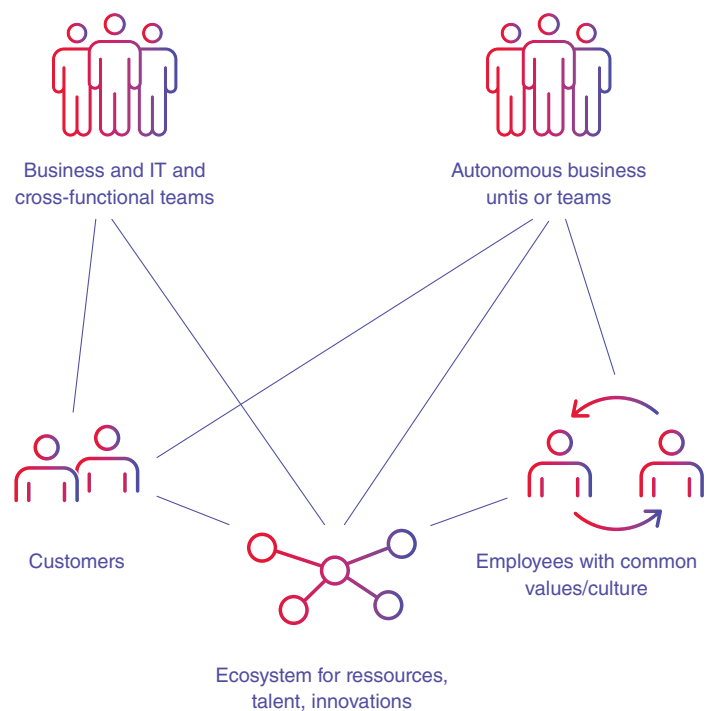 Business and IT and
cross-functional teams
Autonomous business
untis or teams
Customers
Employees with common
values/culture
Ecosystem for ressources,
talent, innovations